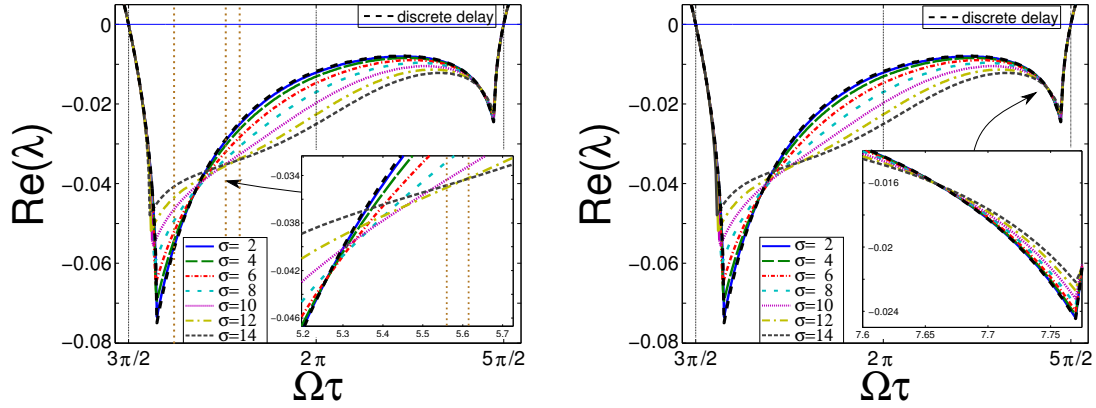 discrete delay
0
−0.02
−0.04
−0.06
−0.08
Re(λ)
−0.034
−0.038
−0.042
−0.046
5.2
5.3
5.4
5.5
5.6
5.7
σ= 2
σ= 4
σ= 6
σ= 8
σ=10
σ=12
σ=14
3π/2
2π
5π/2
Ωτ
discrete delay
0
−0.02
−0.04
−0.06
−0.08
Re(λ)
−0.016
−0.02
−0.024
7.6
7.65
7.7
7.75
σ= 2
σ= 4
σ= 6
σ= 8
σ=10
σ=12
σ=14
3π/2
2π
5π/2
Ωτ